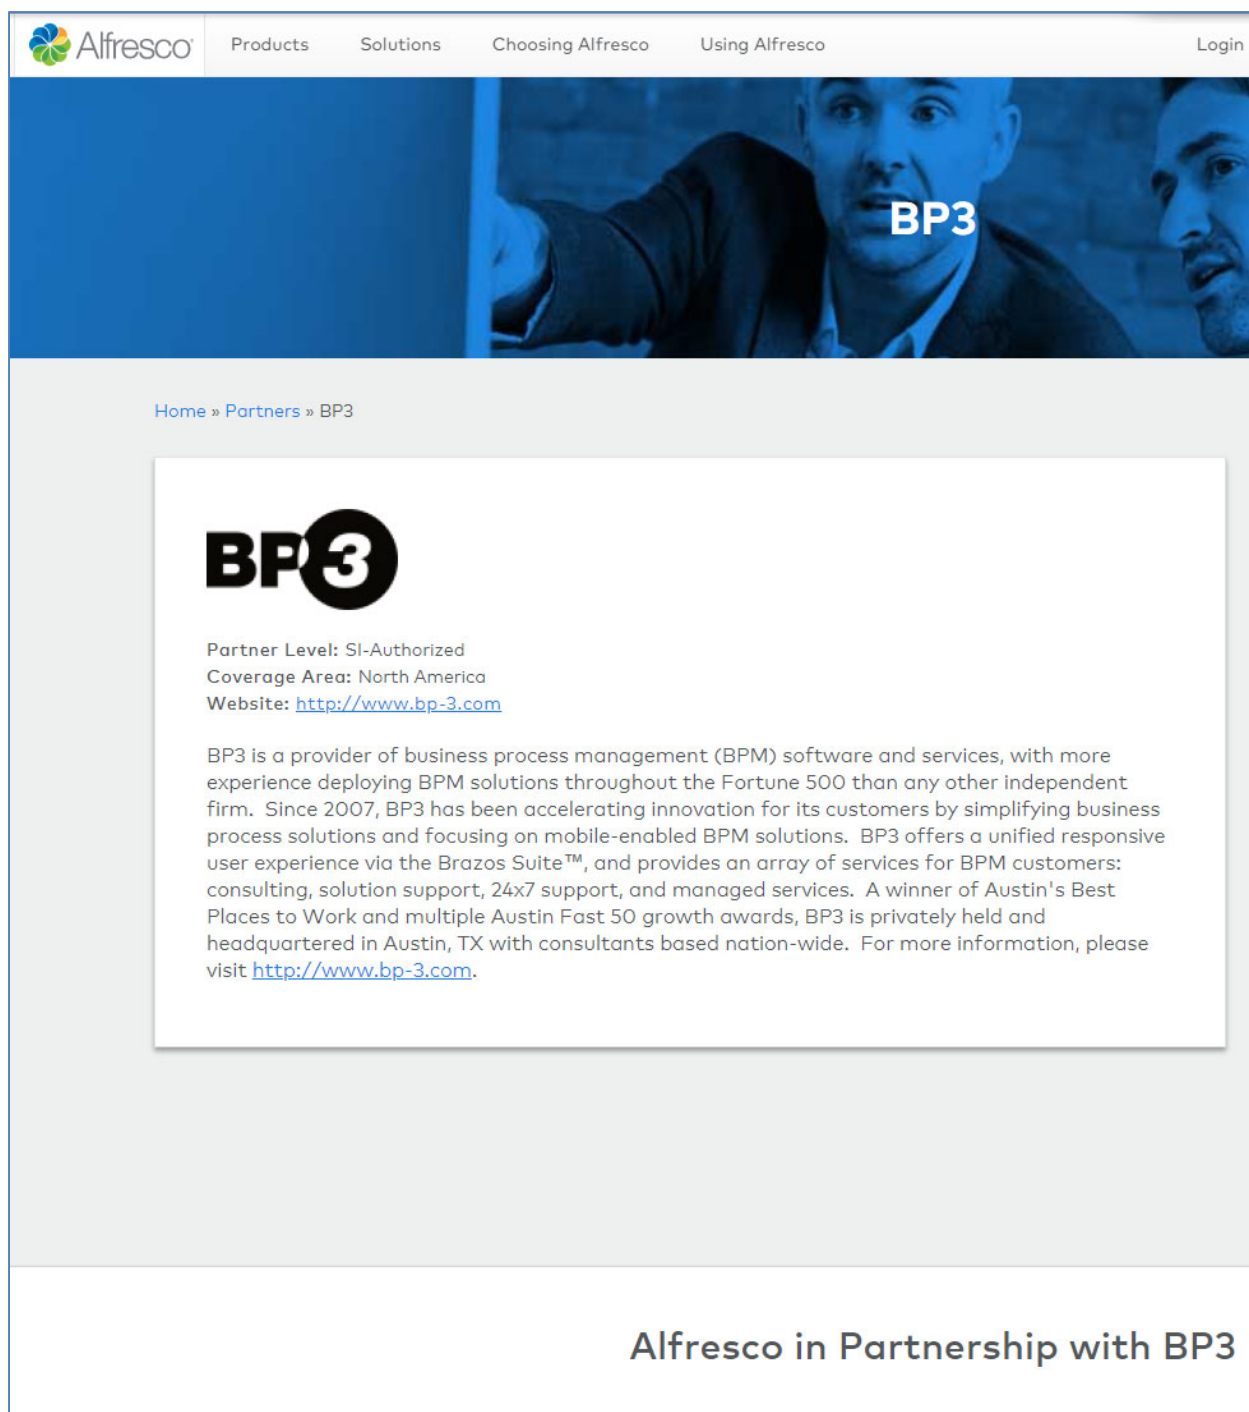 Alfresco
Products Solutions Choosing Alfresco Using Alfresco Login
BP3
Home » Partners » BP3
BP3
Partner Level: SI-Authorized
Coverage Area: North America
Website: http://www.bp-3.com
BP3 is a provider of business process management (BPM) software and services, with more
experience deploying BPM solutions throughout the Fortune 500 than any other independent
firm.  Since 2007, BP3 has been accelerating innovation for its customers by simplifying business
process solutions and focusing on mobile-enabled BPM solutions.  BP3 offers a unified responsive
user experience via the Brazos Suite™, and provides an array of services for BPM customers:
consulting, solution support, 24x7 support, and managed services.  A winner of Austin's Best
Places to Work and multiple Austin Fast 50 growth awards, BP3 is privately held and
headquartered in Austin, TX with consultants based nation-wide.  For more information, please
visit http://www.bp-3.com.
Alfresco in Partnership with BP3